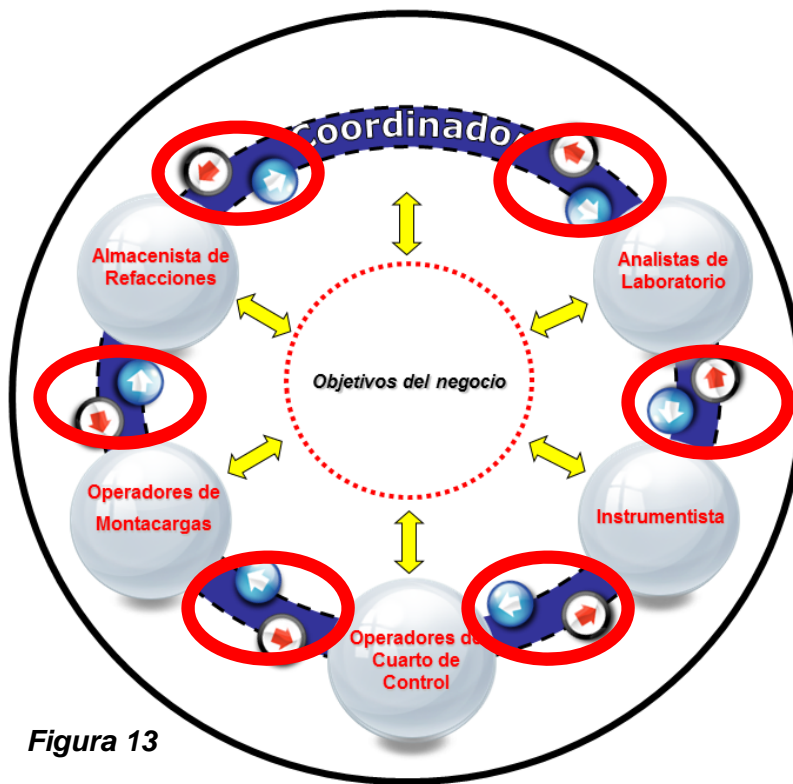 Coordinador
Almacenista de
Refacciones
Analistas de
Laboratorio
Objetivos del negocio
Operadores de
Montacargas
Instrumentista
Operadores de
Cuarto de
Control
Figura 13